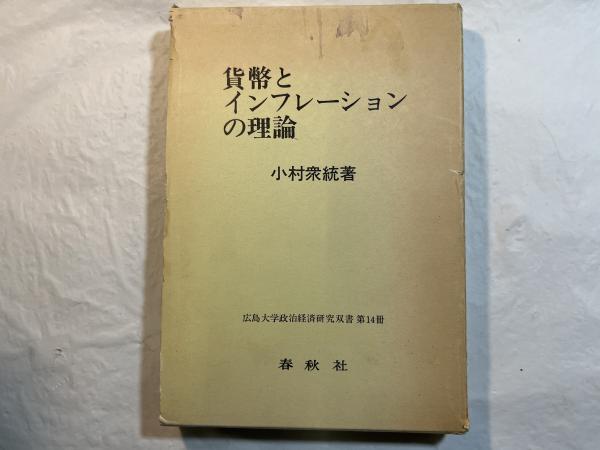 貨幣と
インフレーション
の理論
小村衆統著
広島大学政治経済研究双書 第14冊
春秋社